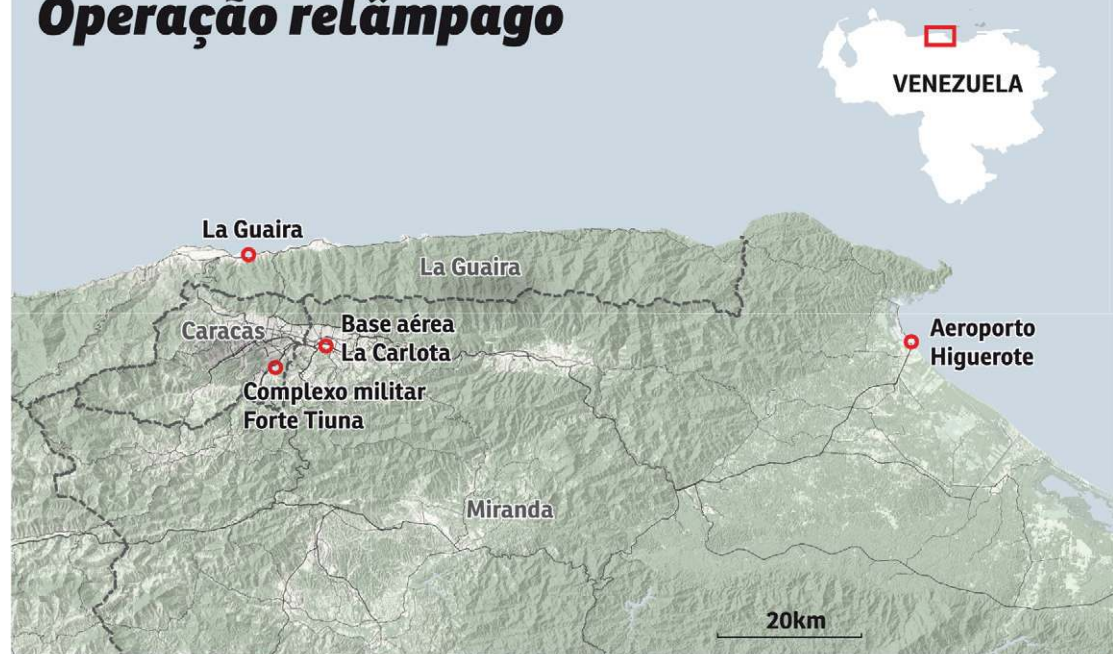 Operação relâmpago
VENEZUELA
La Guaira
La Guaira
Caracas
Base aérea
La Carlota
Complexo militar
Forte Tiuna
Aeroporto
Higuerote
Miranda
20km